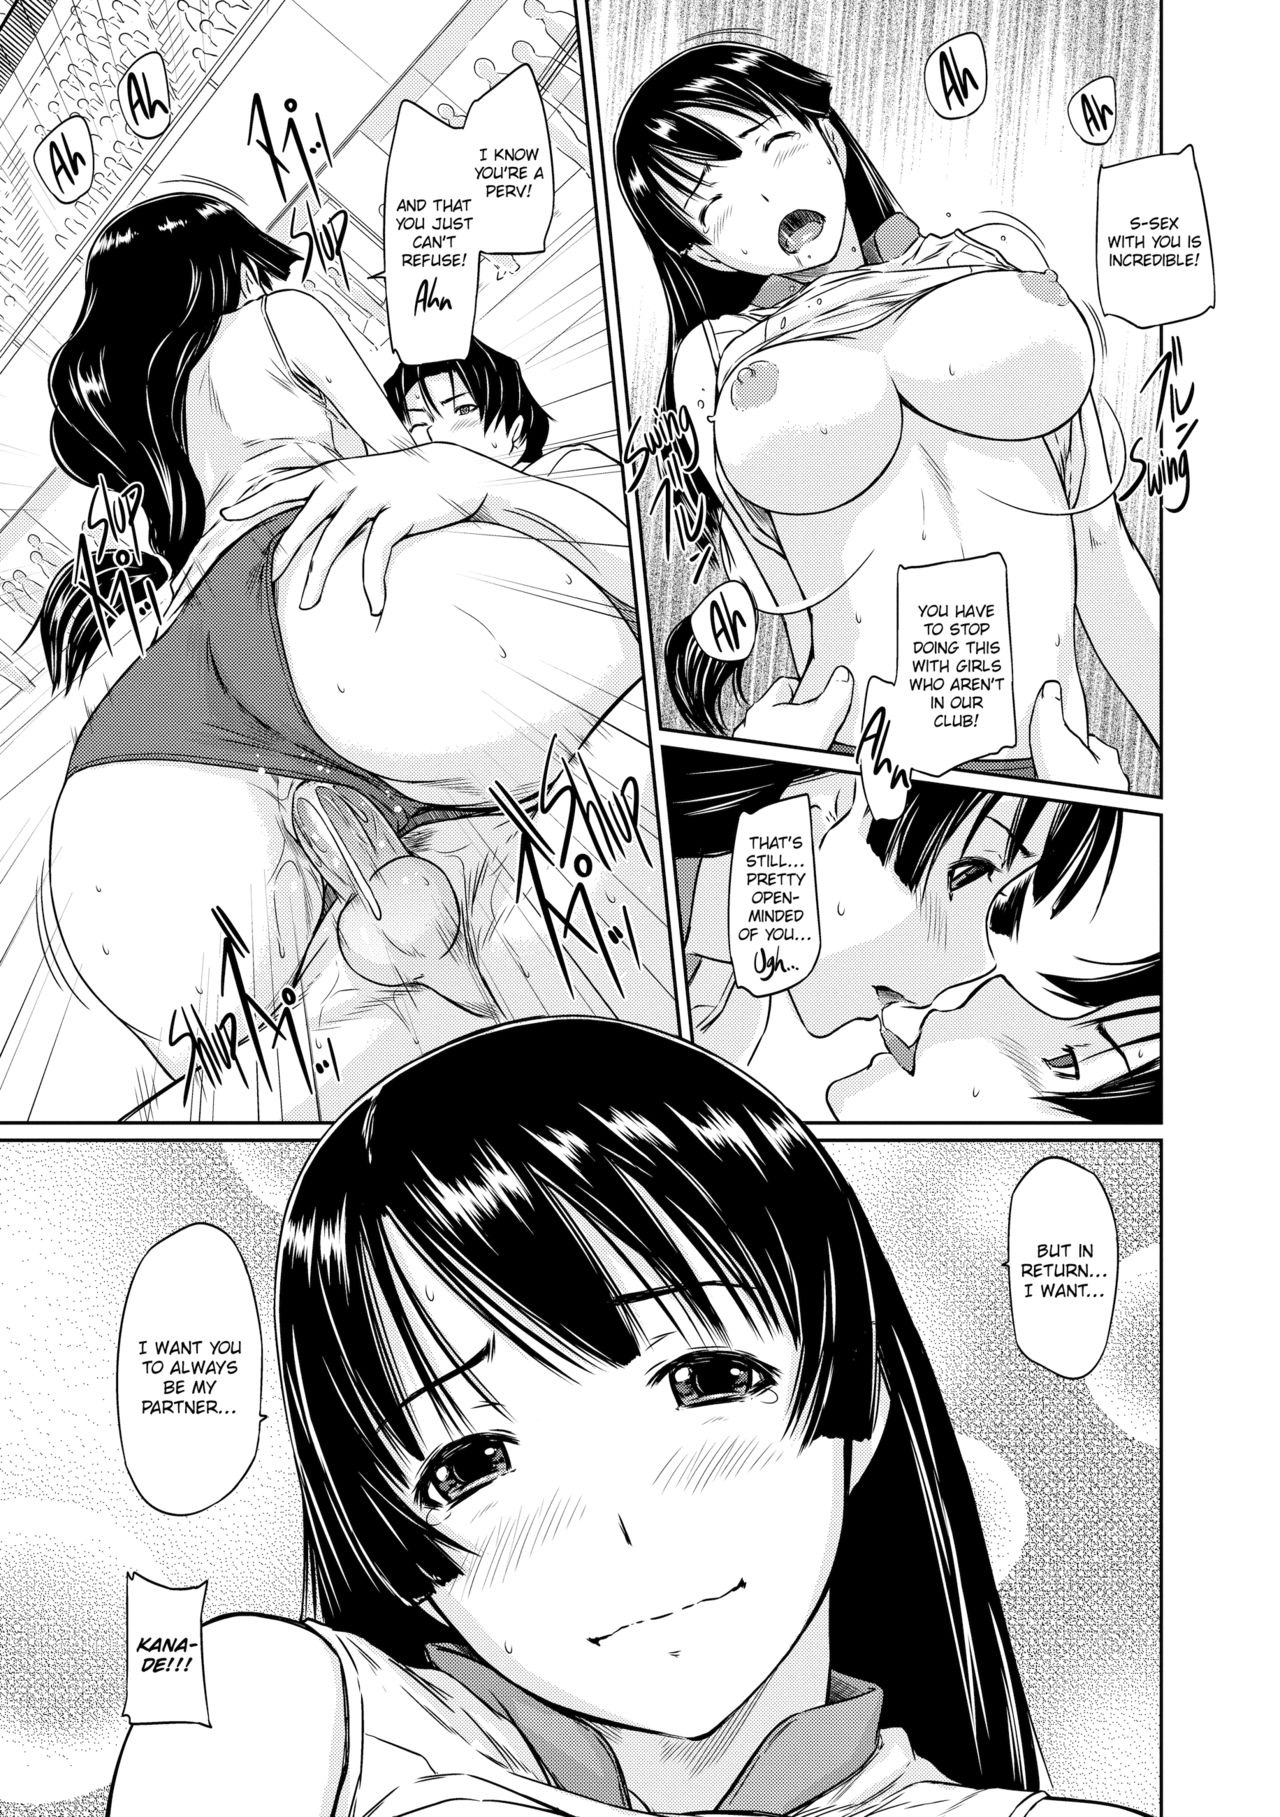 Ah
Ah
S-SEX
WITH YOU IS
INCREDIBLE!
Swing
Swing
YOU HAVE
TO STOP
DOING THIS
WITH GIRLS
WHO AREN'T
IN OUR
CLUB!
Ah
Ahn
THAT'S
STILL...
PRETTY
OPEN-
MINDED
OF YOU...
Ugh...
I KNOW
YOU'RE A
PERV!
AND THAT
YOU JUST
CAN'T
REFUSE!
Ahn
Ah
Ah
Slup
Slup
Shlup
Shlup
BUT IN
RETURN...
I WANT...
I WANT YOU
TO ALWAYS
BE MY
PARTNER...
KANA-
DE!!!